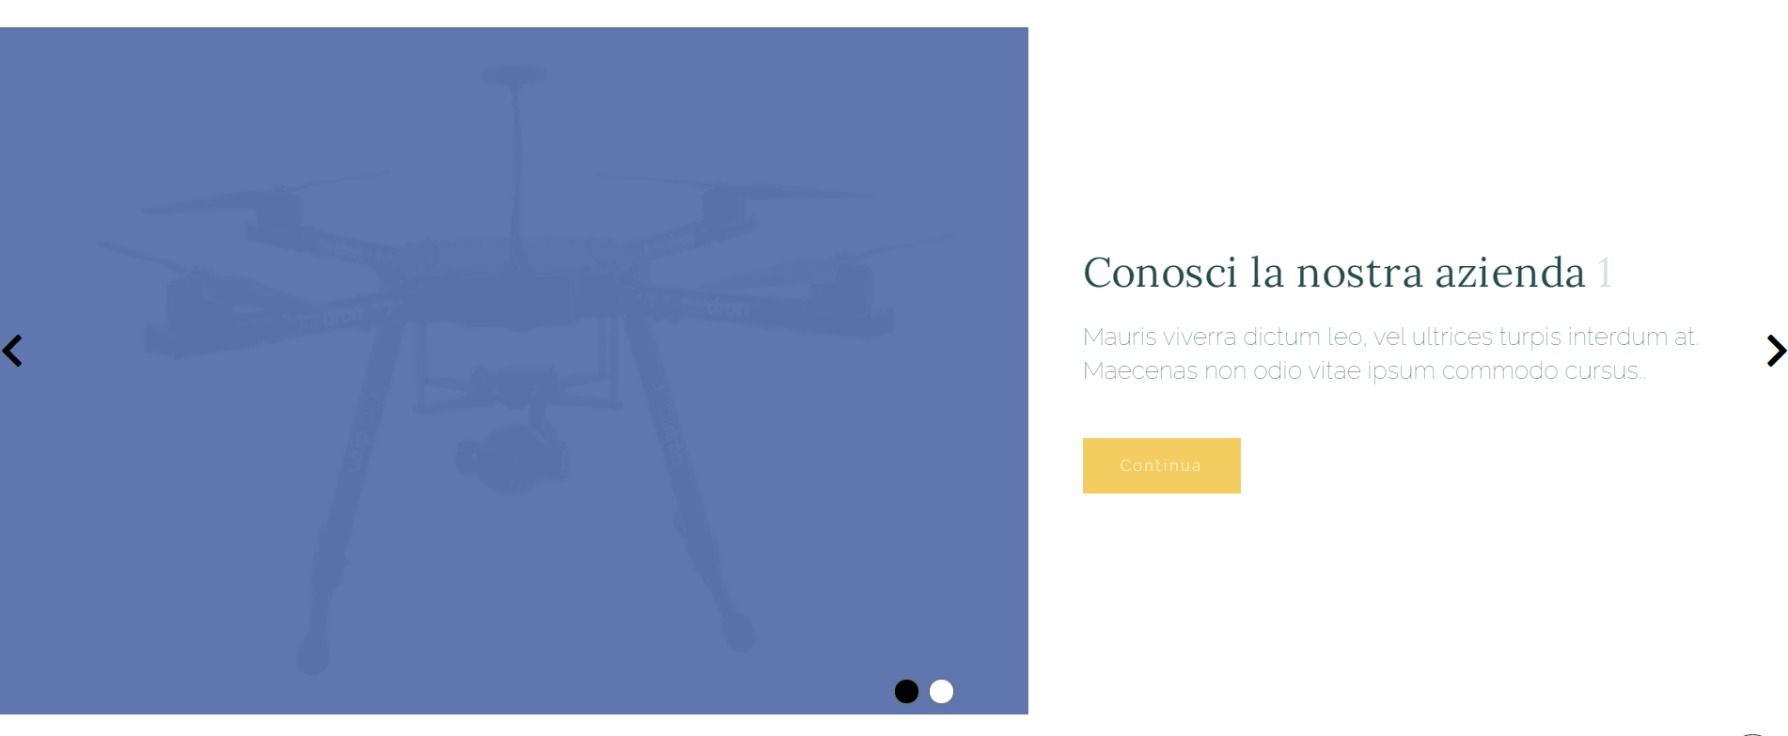 Conosci la nostra azienda 1
Mauris viverra dictum leo, vel ultrices turpis interdum at.
Maecenas non odio vitae ipsum commodo cursus..
Continua